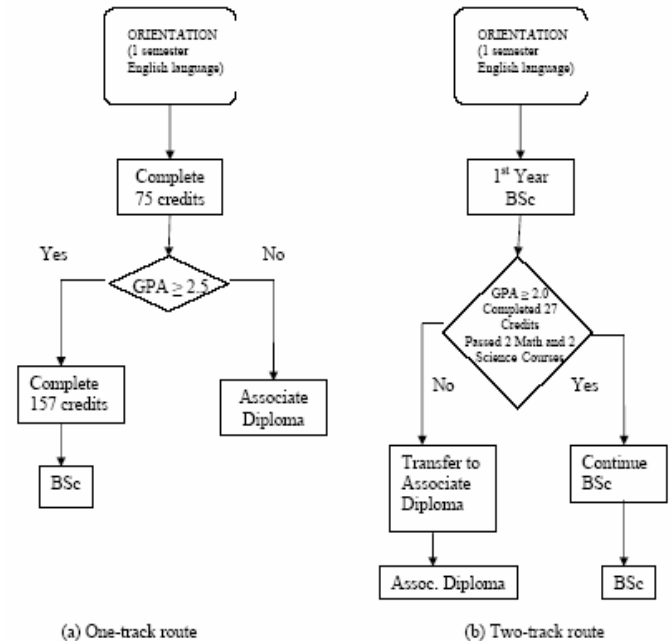 ORIENTATION
(1 semester
English language)
Complete
75 credits
Yes
No
GPA ≥ 2.5
Complete
157 credits
Associate
Diploma
BSc
(a) One-track route
ORIENTATION
(1 semester
English language)
1st Year
BSc
GPA ≥ 2.0
Completed 27
Credits
Passed 2 Math and 2
Science Courses
No
Yes
Transfer to
Associate
Diploma
Continue
BSc
Assoc. Diploma
BSc
(b) Two-track route